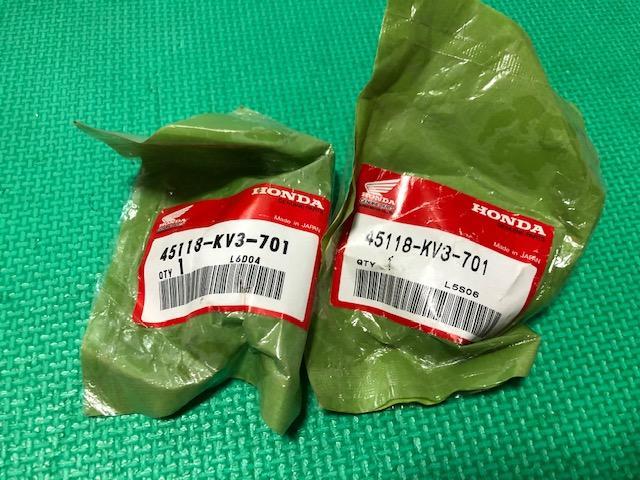 HONDA
Made in JAPAN
45118-KV3-701
QTY 1
L6D04
HONDA
Made in JAPAN
45118-KV3-701
QTY 1
L5S06